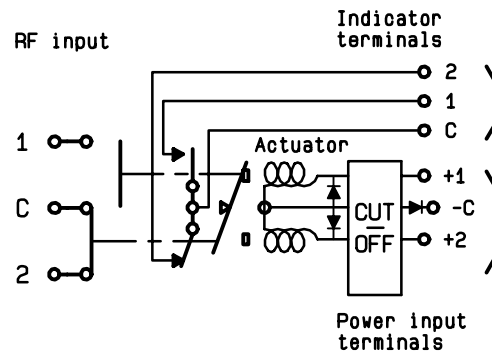 Indicator
terminals
RF input
2
1
C
Actuator
1
C
2
+1
-C
+2
CUT
OFF
Power input
terminals